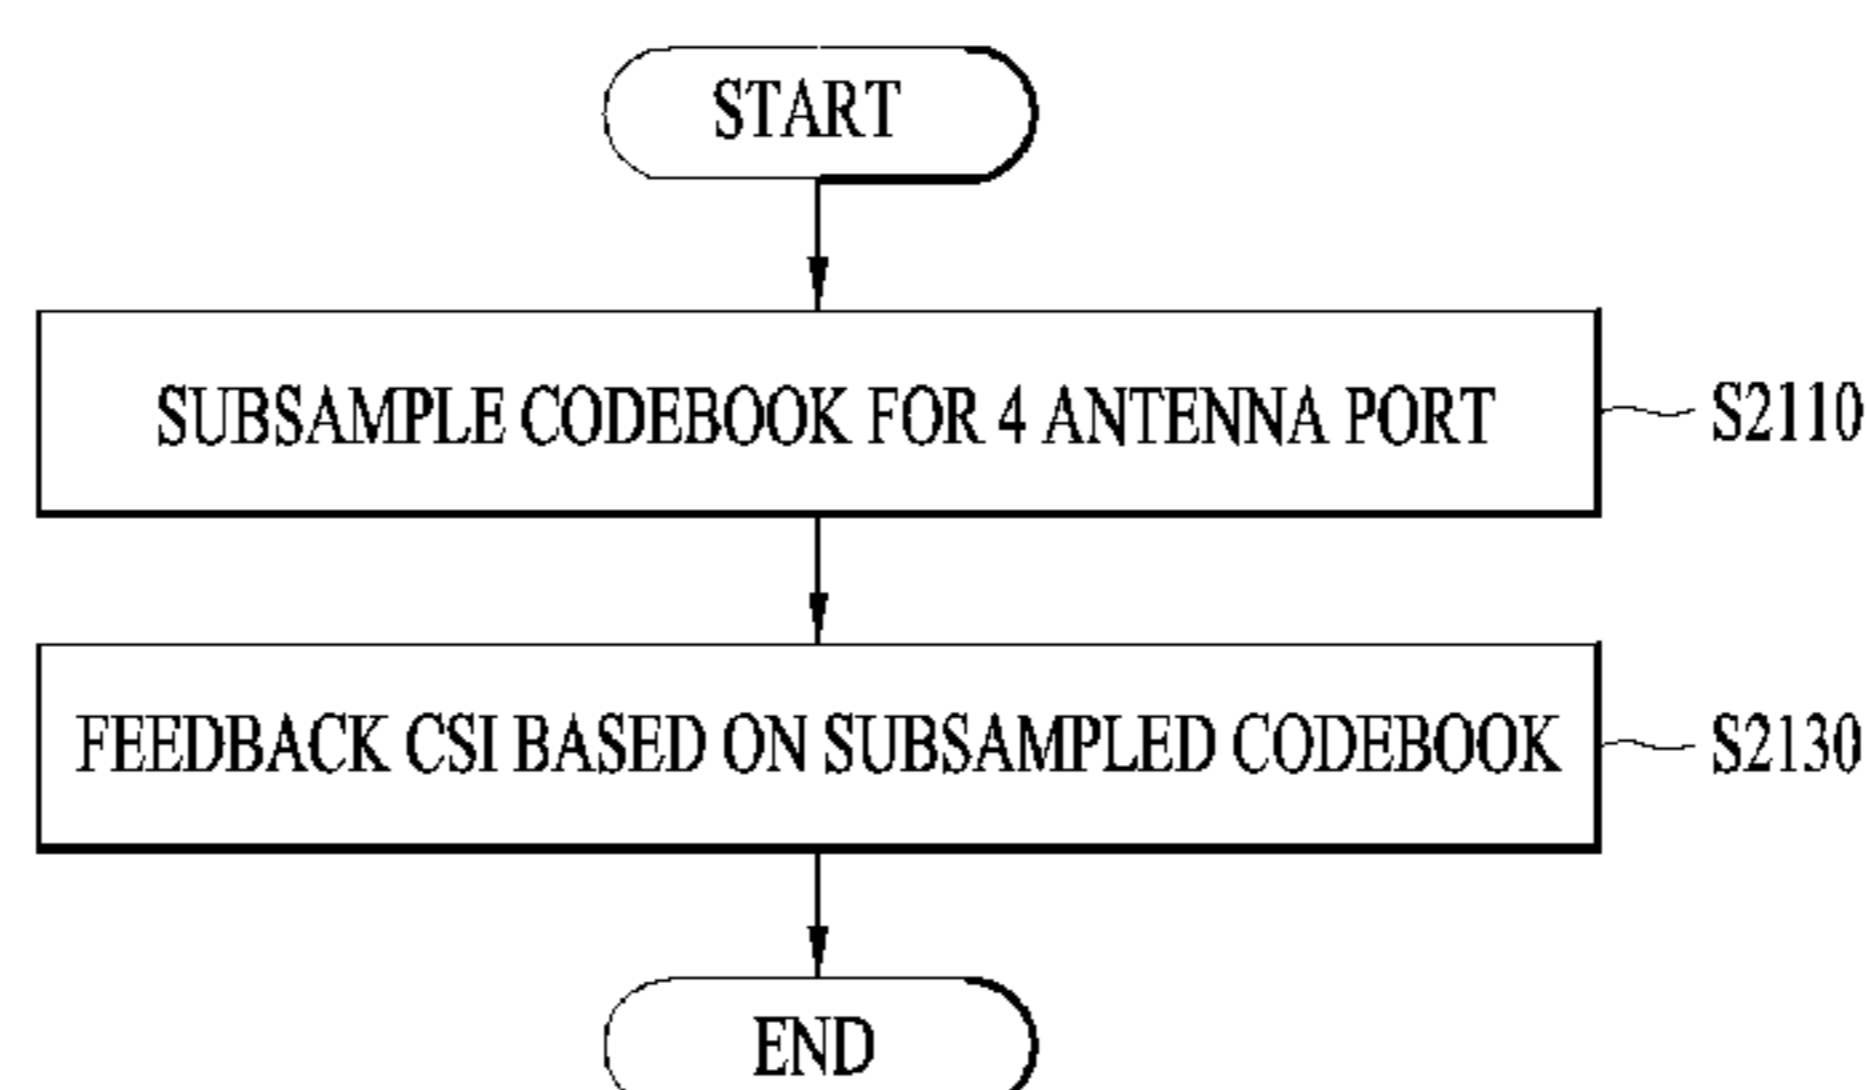 START
SUBSAMPLE CODEBOOK FOR 4 ANTENNA PORT
S2110
FEEDBACK CSI BASED ON SUBSAMPLED CODEBOOK
S2130
END